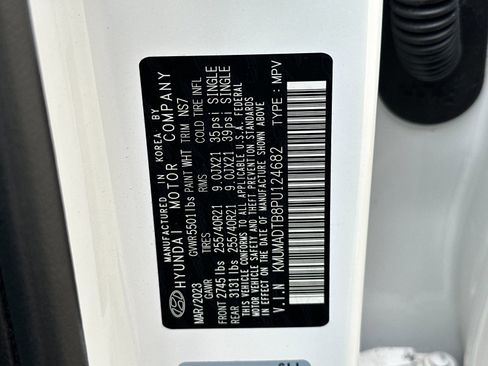 MANUFACTURED IN KOREA BY
HYUNDAI MOTOR COMPANY
MAR/2023 GVWR5501lbs PAINT WHT TRIM NS7
GAWR TIRES RIMS COLD TIRE INFL
FRONT 2745lbs 255/40R21 9.0JX21 35psi SINGLE
REAR 3131lbs 255/40R21 9.0JX21 39psi SINGLE
THIS VEHICLE CONFORMS TO ALL APPLICABLE U.S.A. FEDERAL
MOTOR VEHICLE SAFETY AND THEFT PREVENTION STANDARDS
IN EFFECT ON THE DATE OF MANUFACTURE SHOWN ABOVE.
V.I.N KMUMADTB8PU124682 TYPE : MPV